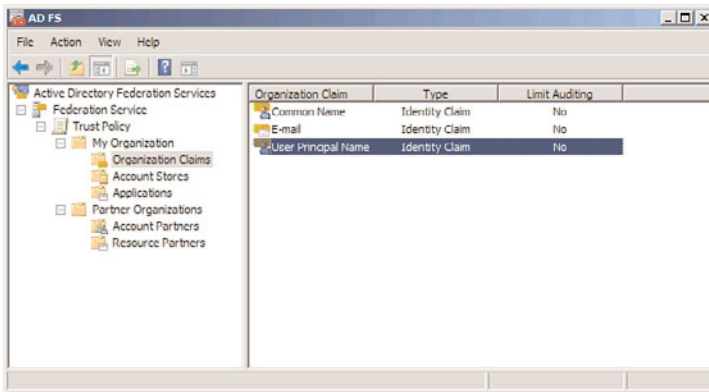 AD FS
File Action View Help
Active Directory Federation Services
Federation Service
Trust Policy
My Organization
Organization Claims
Account Stores
Applications
Partner Organizations
Account Partners
Resource Partners
Organization Claim Type Limit Auditing
Common Name Identity Claim No
E-mail Identity Claim No
User Principal Name Identity Claim No